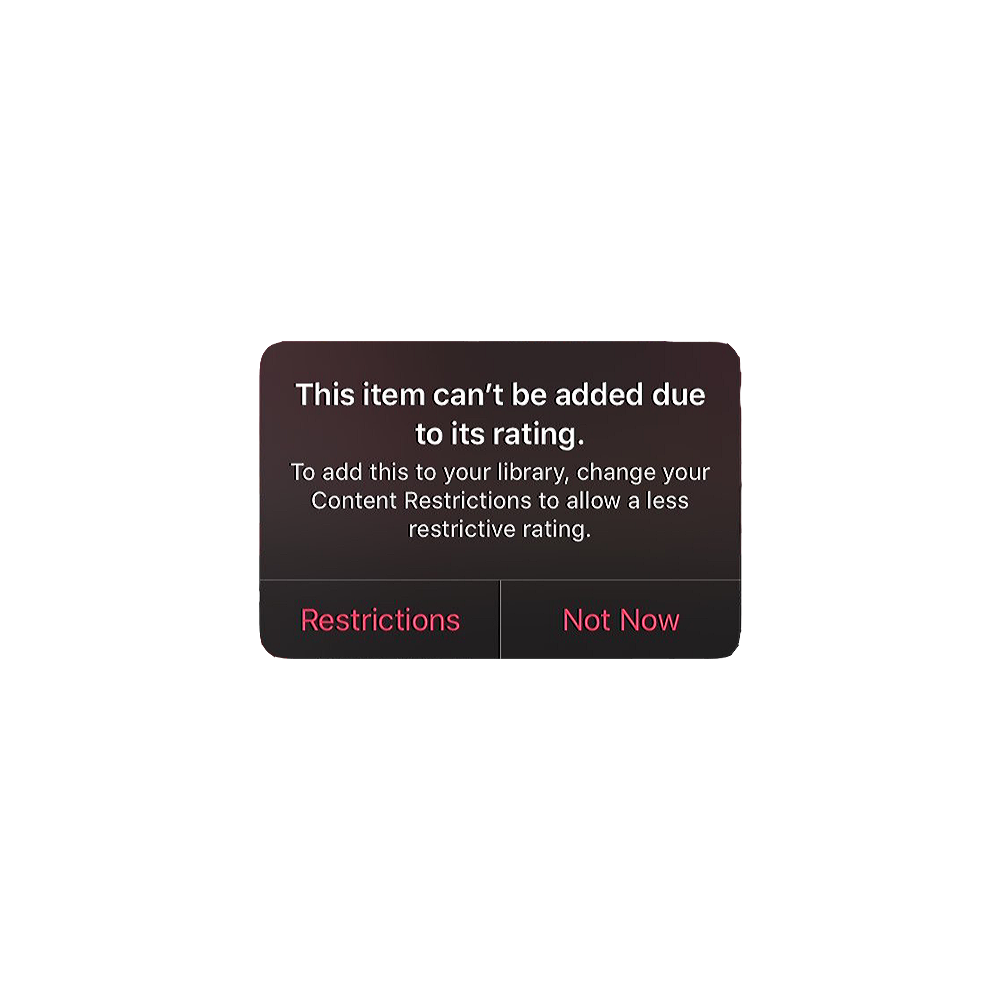 This item can’t be added due
to its rating.
To add this to your library, change your
Content Restrictions to allow a less
restrictive rating.
Restrictions
Not Now